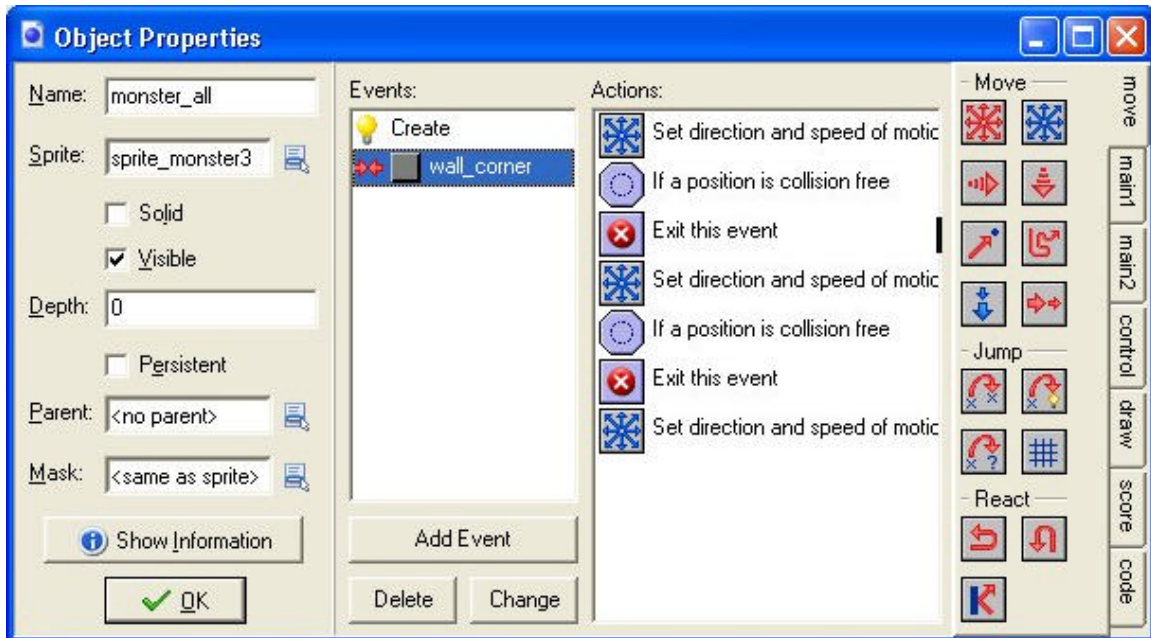 Object Properties
Name: monster_all
Sprite: sprite_monster3
Solid
Visible
Depth: 0
Persistent
Parent: <no parent>
Mask: <same as sprite>
Show Information
OK
Events:
Create
wall_corner
Add Event
Delete Change
Actions:
Set direction and speed of motic
If a position is collision free
Exit this event
Set direction and speed of motic
If a position is collision free
Exit this event
Set direction and speed of motic
Move
Jump
React
move
main1
main2
control
draw
score
code